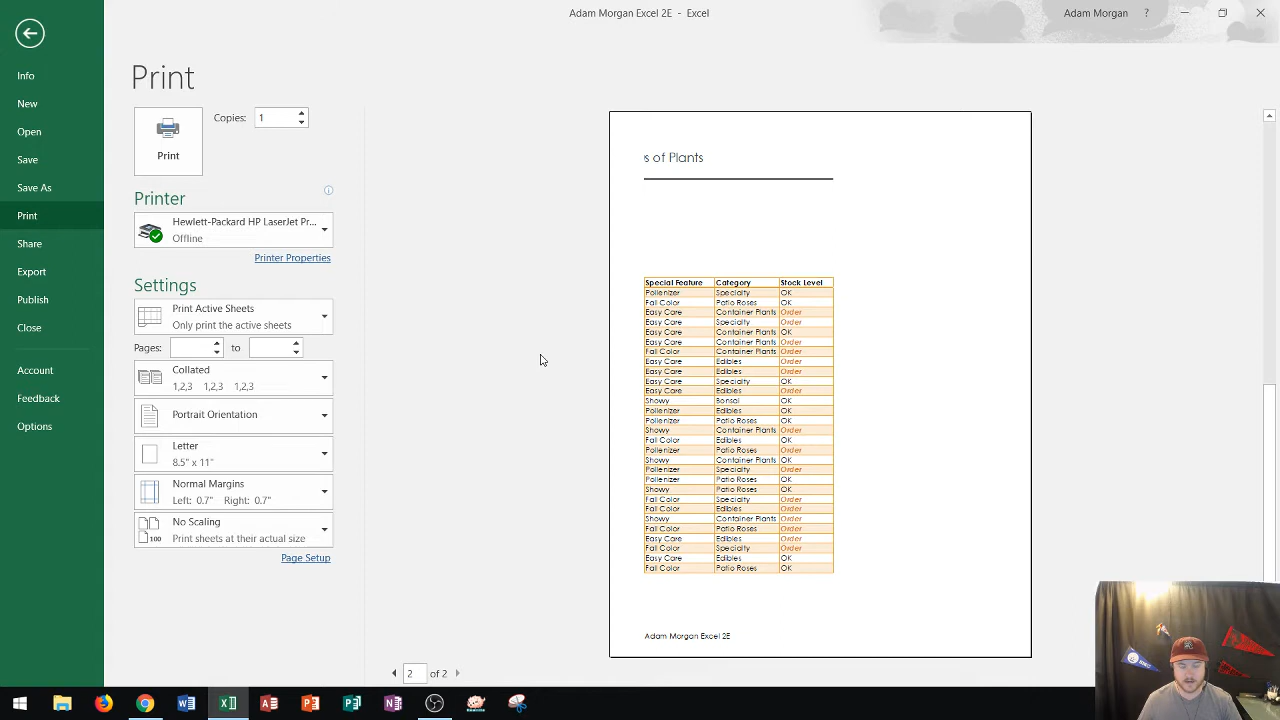 Adam Morgan Excel 2E - Excel
Adam Morgan
?
Info
New
Open
Save
Save As
Print
Share
Export
Publish
Close
Account
Feedback
Options
Print
Print
Copies: 1
Printer
Hewlett-Packard HP LaserJet Pr...
Offline
Printer Properties
Settings
Print Active Sheets
Only print the active sheets
Pages: to
Collated
1,2,3 1,2,3 1,2,3
Portrait Orientation
Letter
8.5" x 11"
Normal Margins
Left: 0.7" Right: 0.7"
No Scaling
100 Print sheets at their actual size
Page Setup
s of Plants
Special Feature Category Stock Level
Pollenizer Specialty OK
Fall Color Patio Roses OK
Easy Care Container Plants Order
Easy Care Specialty Order
Easy Care Container Plants OK
Easy Care Container Plants Order
Fall Color Container Plants Order
Easy Care Edibles Order
Easy Care Edibles Order
Easy Care Specialty OK
Easy Care Edibles Order
Showy Bonsai OK
Pollenizer Edibles OK
Pollenizer Patio Roses OK
Showy Container Plants Order
Fall Color Edibles OK
Pollenizer Patio Roses Order
Showy Container Plants OK
Pollenizer Specialty Order
Pollenizer Patio Roses OK
Showy Patio Roses OK
Fall Color Specialty Order
Fall Color Edibles Order
Showy Container Plants Order
Fall Color Patio Roses Order
Easy Care Edibles Order
Fall Color Specialty Order
Easy Care Edibles OK
Fall Color Patio Roses OK
Adam Morgan Excel 2E
2 of 2